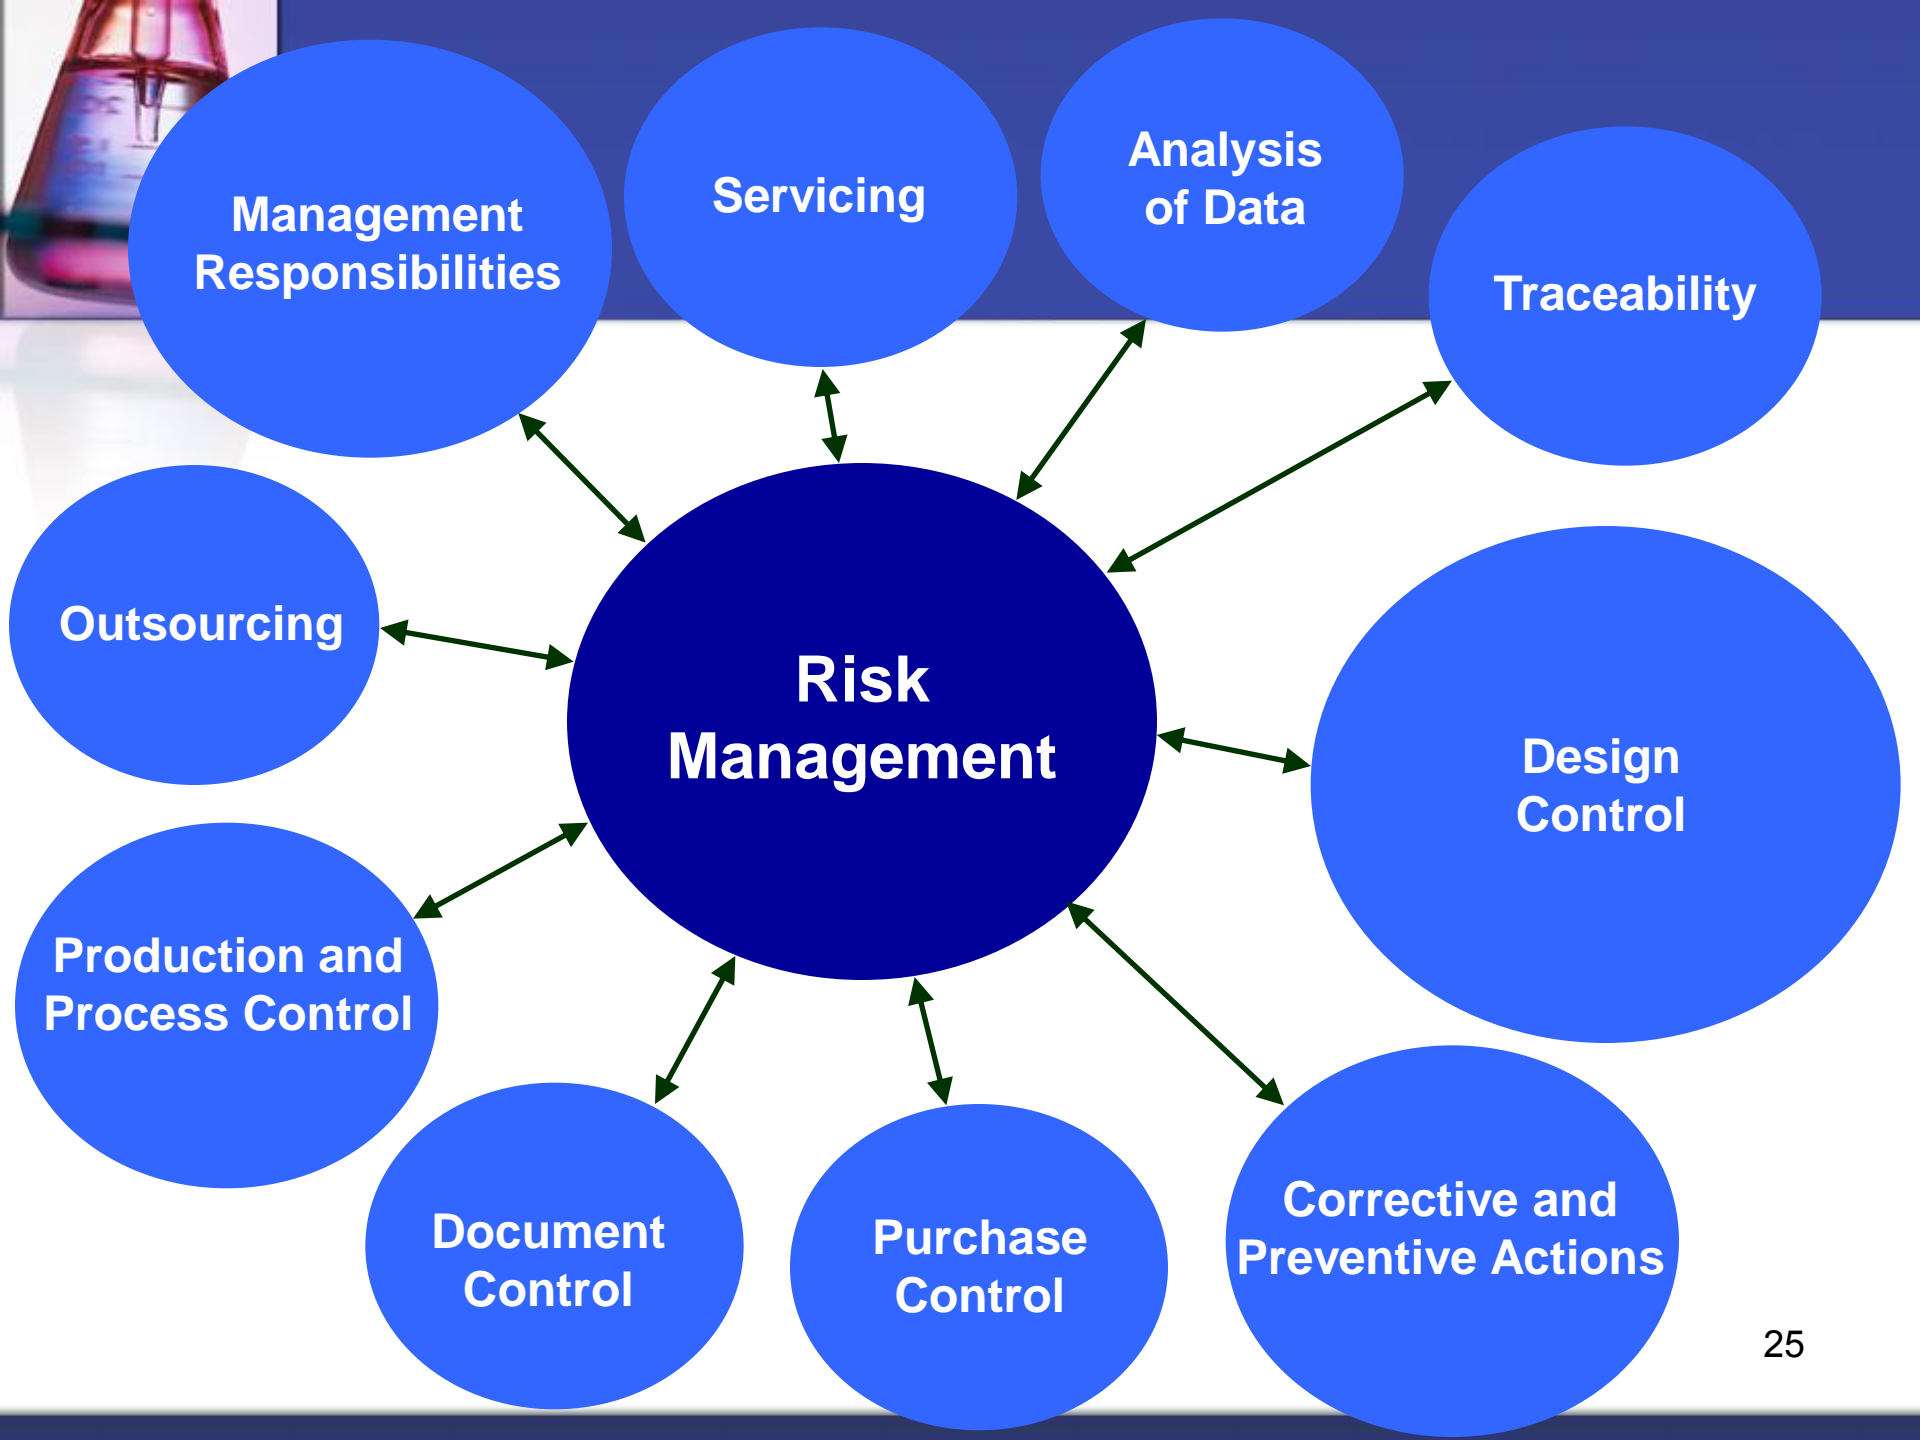 Management
Responsibilities
Servicing
Analysis
of Data
Traceability
Outsourcing
Risk
Management
Design
Control
Production and
Process Control
Document
Control
Purchase
Control
Corrective and
Preventive Actions
25